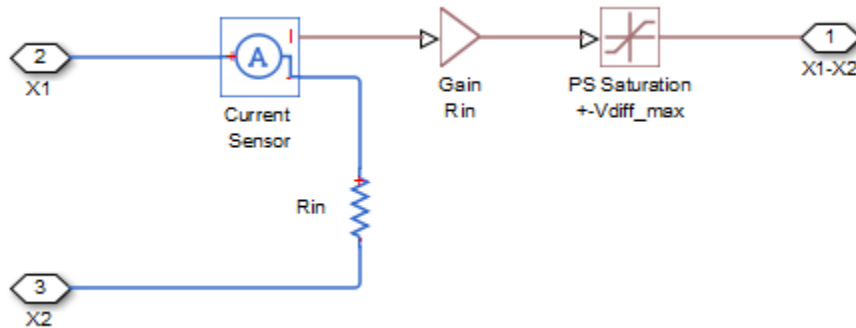 2
X1
A
I
Current
Sensor
Gain
Rin
PS Saturation
+-Vdiff_max
1
X1-X2
Rin
3
X2